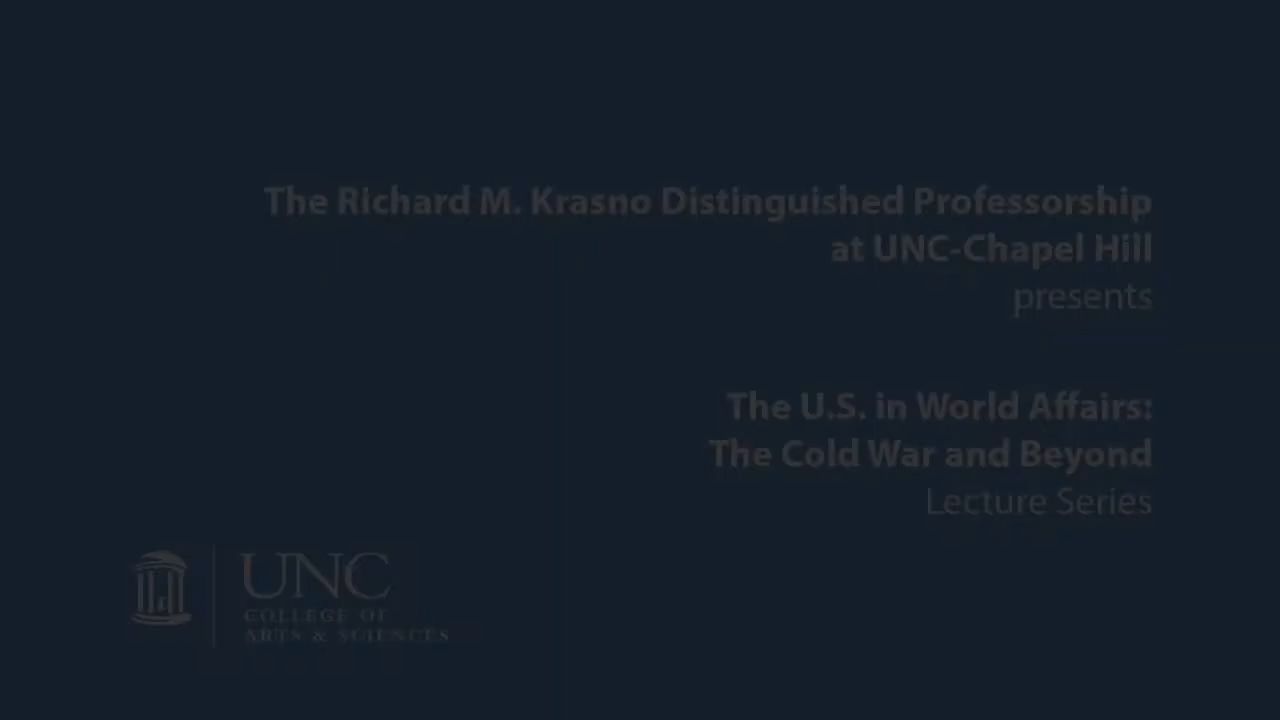 The Richard M. Krasno Distinguished Professorship
at UNC-Chapel Hill
presents
The U.S. in World Affairs:
The Cold War and Beyond
Lecture Series
UNC
COLLEGE OF
ARTS & SCIENCES